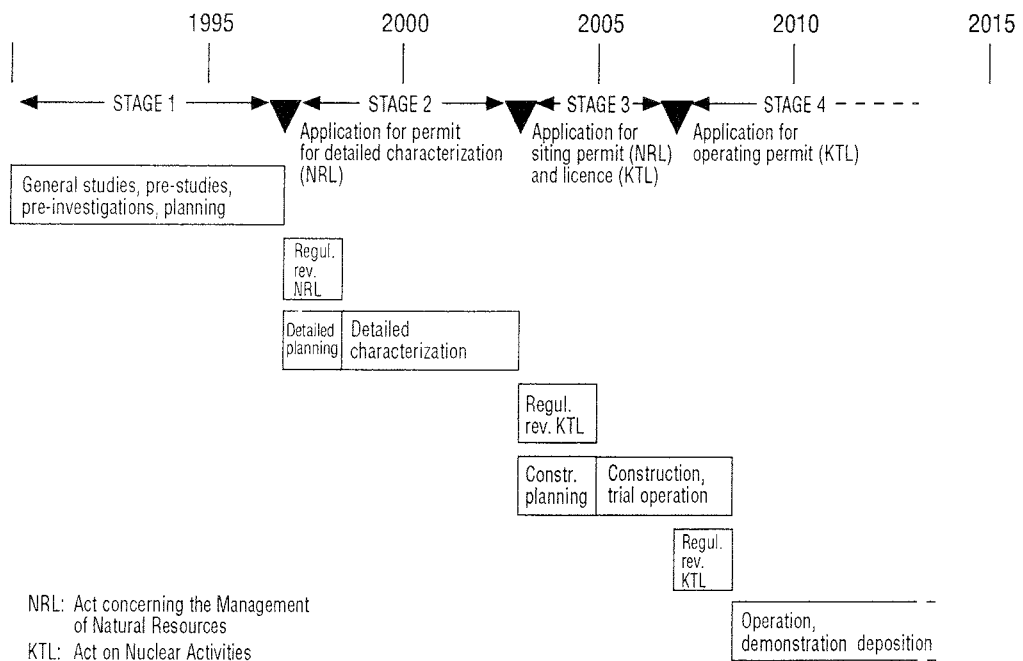 1995 2000 2005 2010 2015
STAGE 1 STAGE 2 STAGE 3 STAGE 4
Application for permit
for detailed characterization
(NRL)
Application for
siting permit (NRL)
and licence (KTL)
Application for
operating permit (KTL)
General studies, pre-studies,
pre-investigations, planning
Regul.
rev.
NRL
Detailed
planning
Detailed
characterization
Regul.
rev. KTL
Constr.
planning
Construction,
trial operation
Regul.
rev.
KTL
Operation,
demonstration deposition
NRL: Act concerning the Management
of Natural Resources
KTL: Act on Nuclear Activities